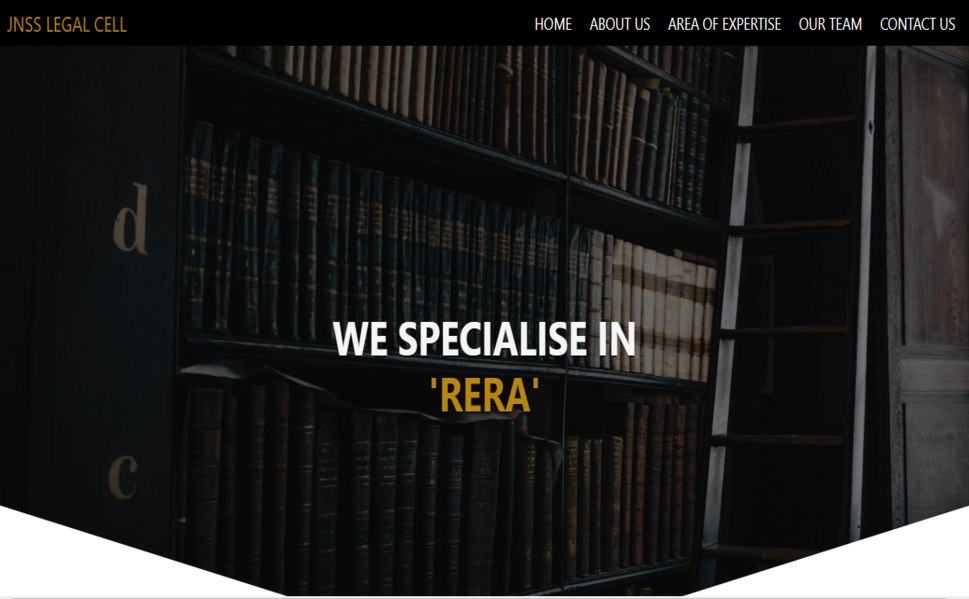 JNSS LEGAL CELL
HOME ABOUT US AREA OF EXPERTISE OUR TEAM CONTACT US
d
WE SPECIALISE IN
'RERA'
c